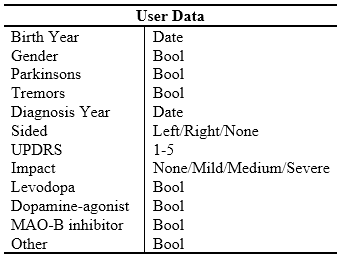 User Data
Birth Year Date
Gender Bool
Parkinsons Bool
Tremors Bool
Diagnosis Year Date
Sided Left/Right/None
UPDRS 1-5
Impact None/Mild/Medium/Severe
Levodopa Bool
Dopamine-agonist Bool
MAO-B inhibitor Bool
Other Bool